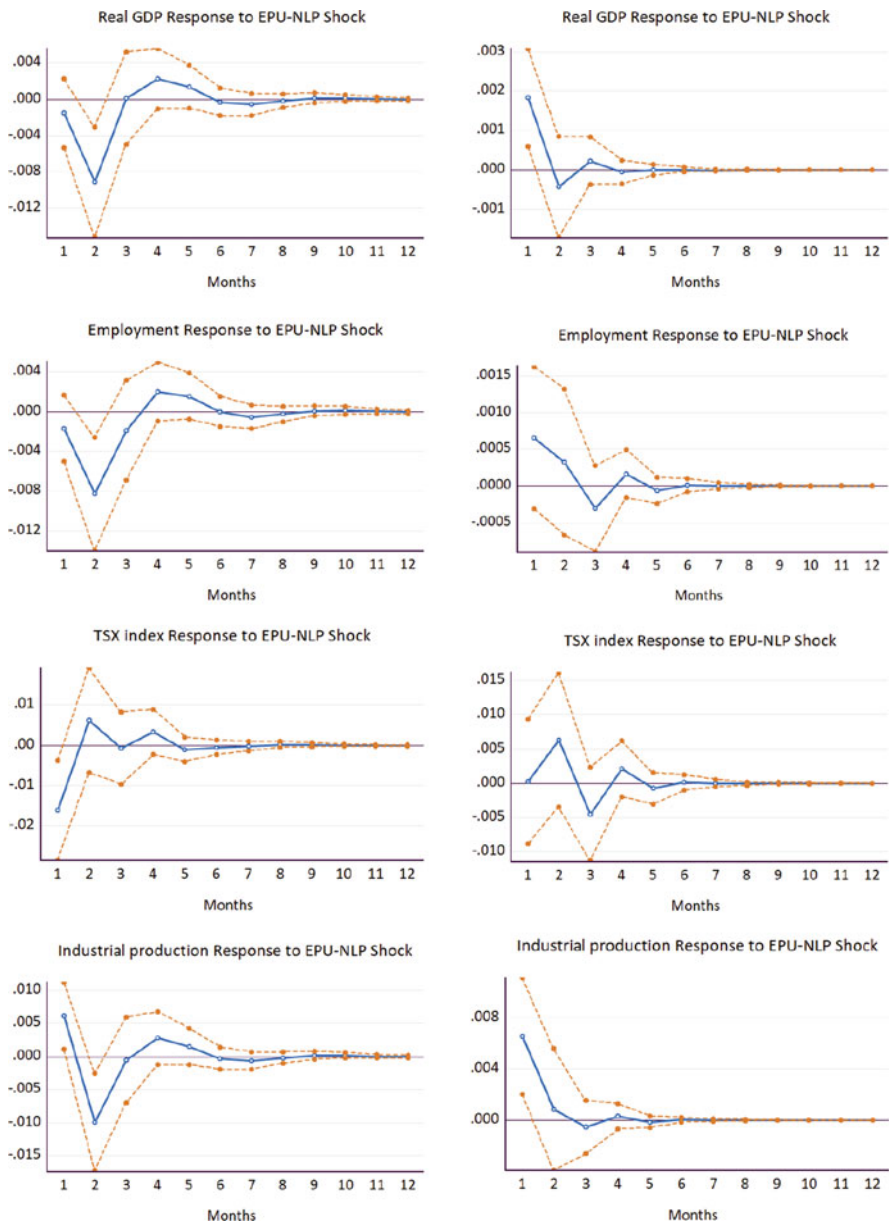 Real GDP Response to EPU-NLP Shock
.004
.000
-.004
-.008
-.012
1 2 3 4 5 6 7 8 9 10 11 12
Months
Real GDP Response to EPU-NLP Shock
.003
.002
.001
.000
-.001
1 2 3 4 5 6 7 8 9 10 11 12
Months
Employment Response to EPU-NLP Shock
.004
.000
-.004
-.008
-.012
1 2 3 4 5 6 7 8 9 10 11 12
Months
Employment Response to EPU-NLP Shock
.0015
.0010
.0005
.0000
-.0005
1 2 3 4 5 6 7 8 9 10 11 12
Months
TSX index Response to EPU-NLP Shock
.01
.00
-.01
-.02
1 2 3 4 5 6 7 8 9 10 11 12
Months
TSX index Response to EPU-NLP Shock
.015
.010
.005
.000
-.005
-.010
1 2 3 4 5 6 7 8 9 10 11 12
Months
Industrial production Response to EPU-NLP Shock
.010
.005
.000
-.005
-.010
-.015
1 2 3 4 5 6 7 8 9 10 11 12
Months
Industrial production Response to EPU-NLP Shock
.008
.004
.000
1 2 3 4 5 6 7 8 9 10 11 12
Months